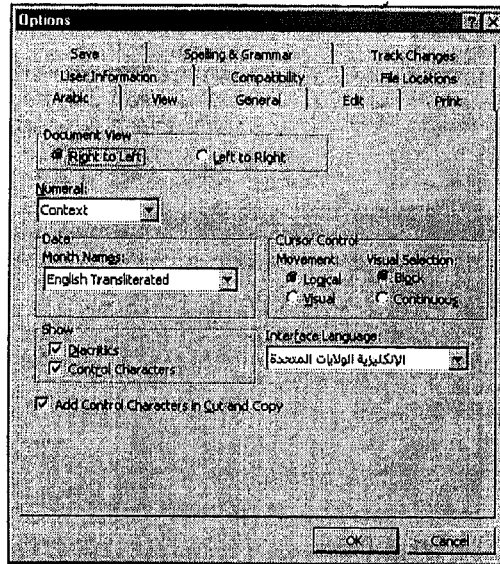 Options
Save Spelling & Grammar Track Changes
User Information Compatibility File Locations
Arabic View General Edit Print
Document View
Right to Left Left to Right
Numeral:
Context
Data
Month Names:
English Transliterated
Cursor Control
Movement: Visual Selection
Logical Block
Visual Continuous
Show
Diacritics
Control Characters
Interface Language
الإنكليزية الولايات المتحدة
Add Control Characters in Cut and Copy
OK Cancel